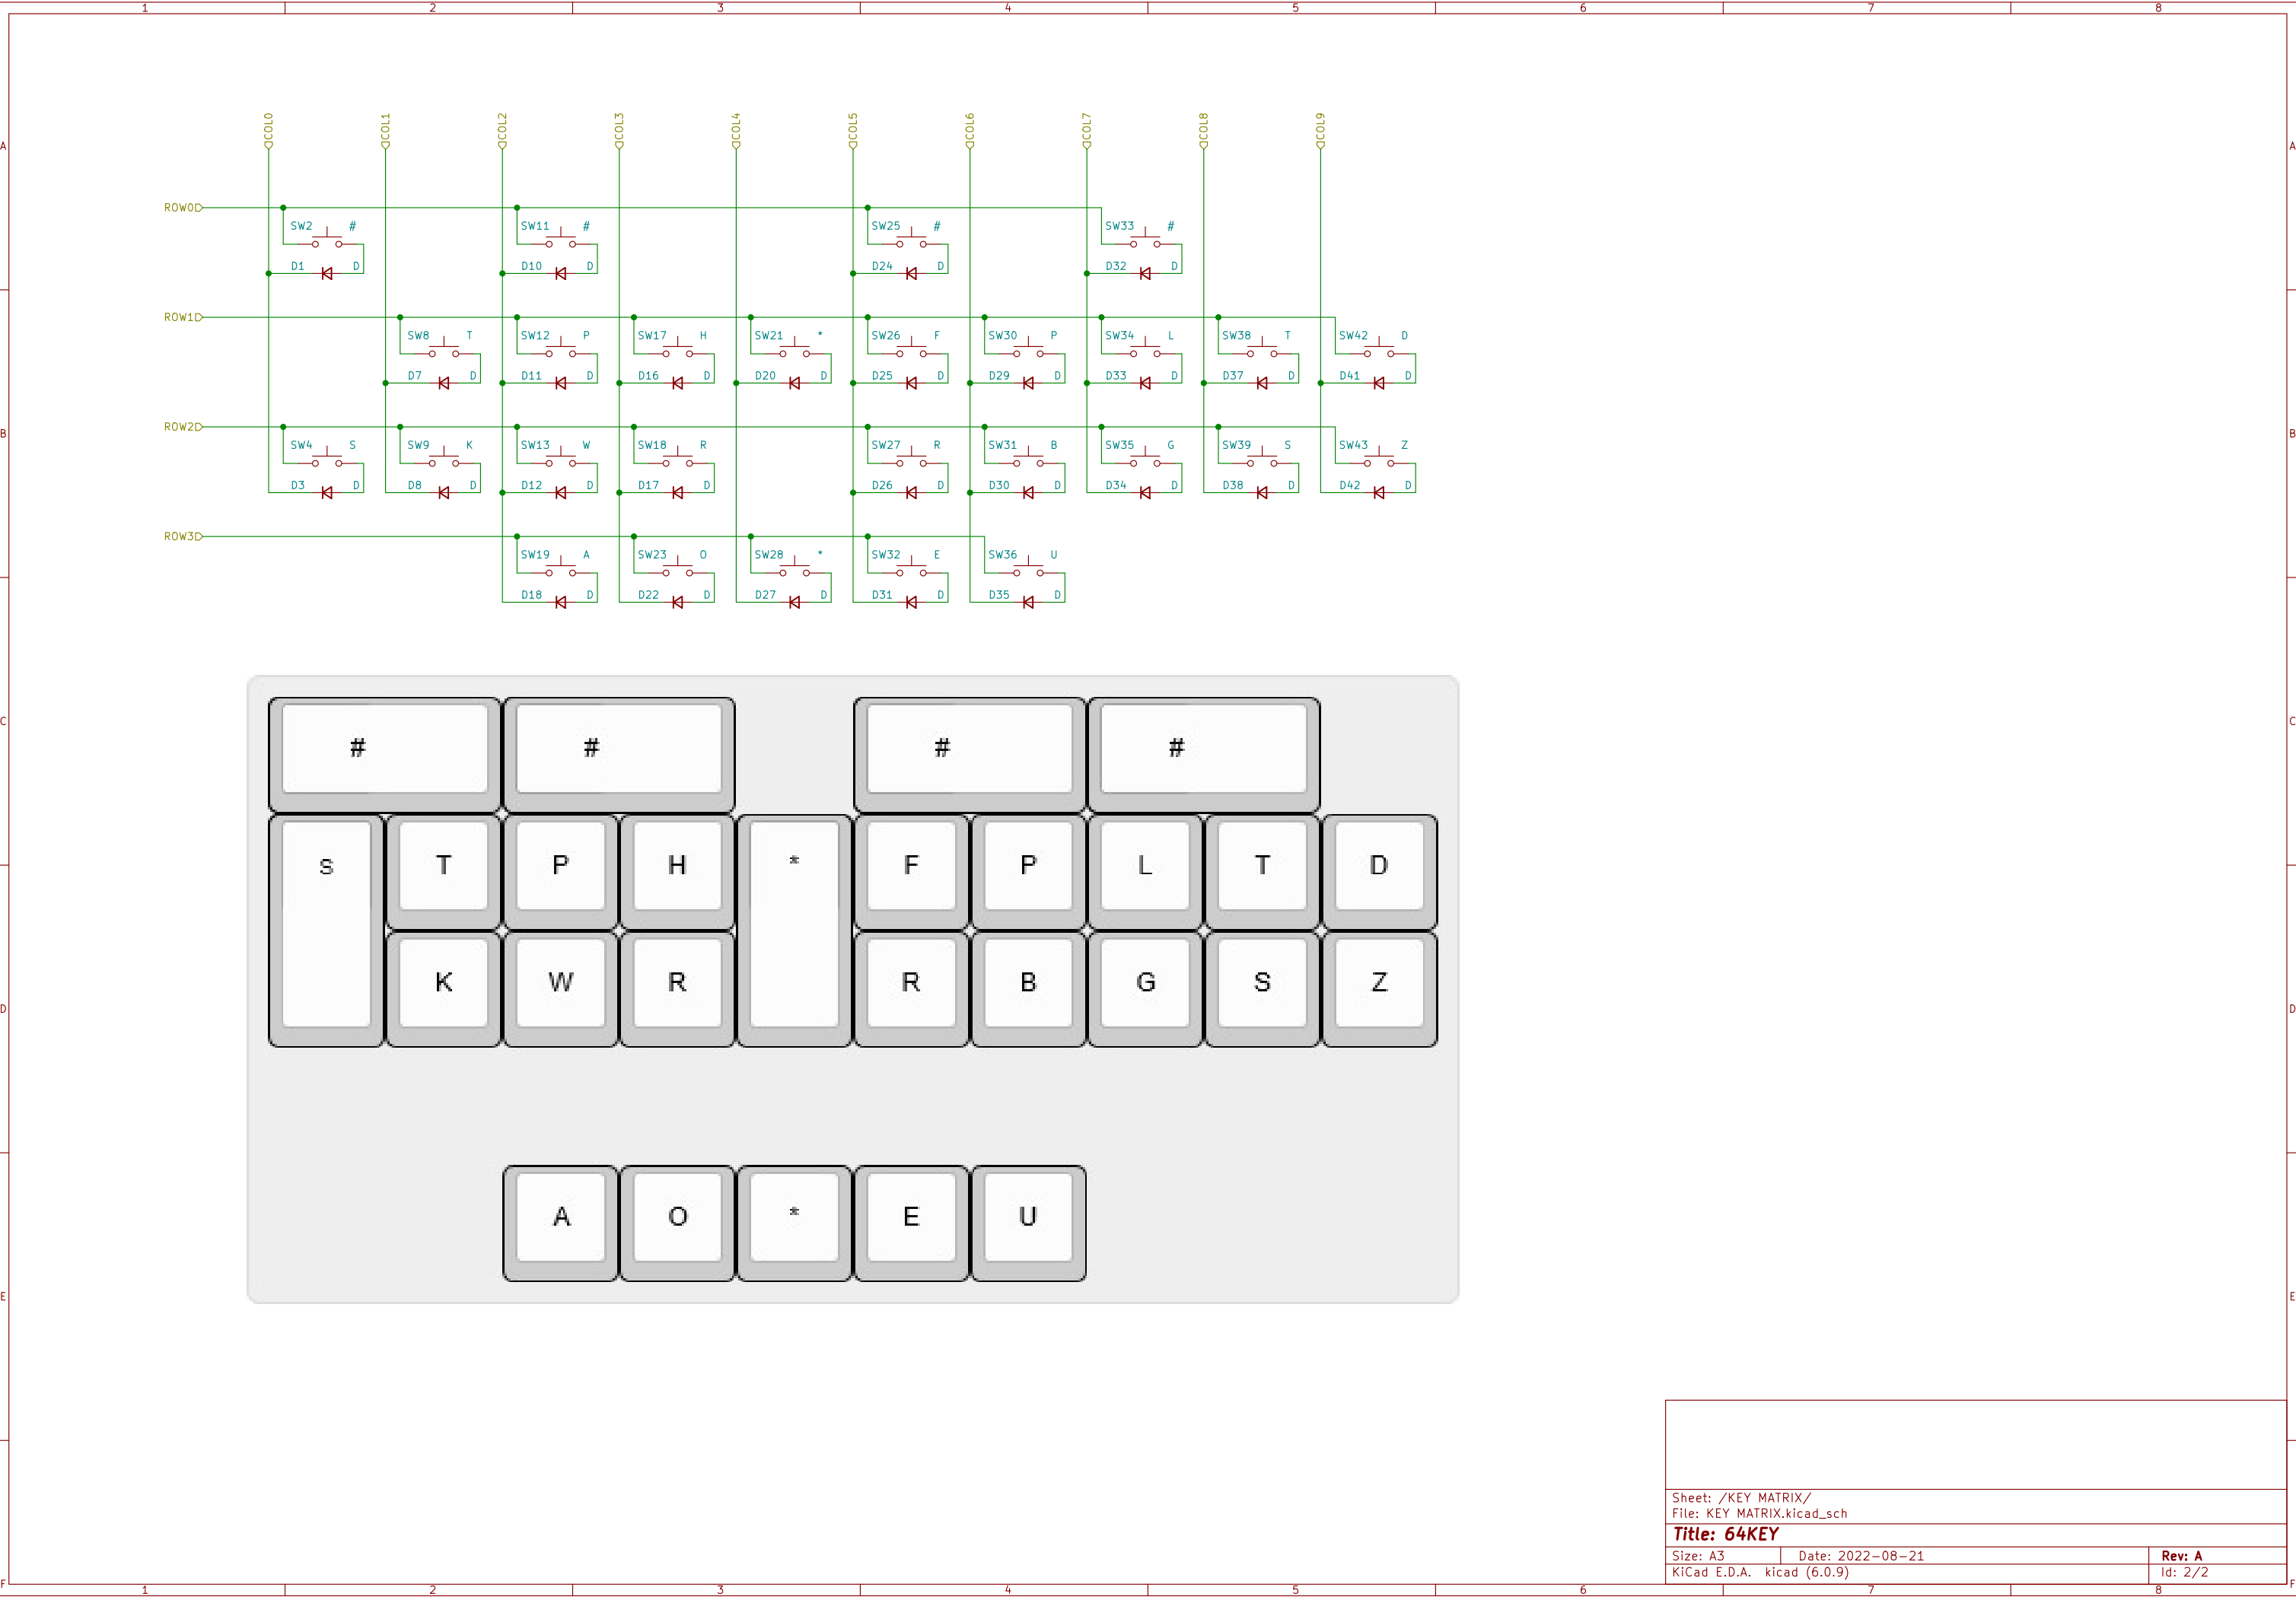 1 2 3 4 5 6 7 8
COL0 COL1 COL2 COL3 COL4 COL5 COL6 COL7 COL8 COL9
A A
ROW0
SW2 # SW11 # SW25 # SW33 #
D1 D D10 D D24 D D32 D
ROW1
SW8 T SW12 P SW17 H SW21 * SW26 F SW30 P SW34 L SW38 T SW42 D
D7 D D11 D D16 D D20 D D25 D D29 D D33 D D37 D D41 D
ROW2
B B
SW4 S SW9 K SW13 W SW18 R SW27 R SW31 B SW35 G SW39 S SW43 Z
D3 D D8 D D12 D D17 D D26 D D30 D D34 D D38 D D42 D
ROW3
SW19 A SW23 O SW28 * SW32 E SW36 U
D18 D D22 D D27 D D31 D D35 D
C C
# # # #
S T P H * F P L T D
K W R R B G S Z
D D
A O * E U
E E
Sheet: /KEY MATRIX/
File: KEY MATRIX.kicad_sch
Title: 64KEY
Size: A3 Date: 2022-08-21 Rev: A
KiCad E.D.A. kicad (6.0.9) Id: 2/2
F F
1 2 3 4 5 6 7 8